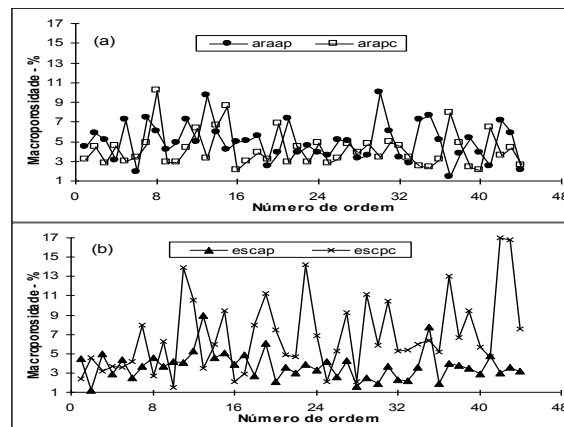 (a)
araap arapc
Macroporosidade - %
17
15
13
11
9
7
5
3
1
0 8 16 24 32 40 48
Número de ordem
(b)
escap escpc
Macroporosidade - %
17
15
13
11
9
7
5
3
1
0 8 16 24 32 40 48
Número de ordem